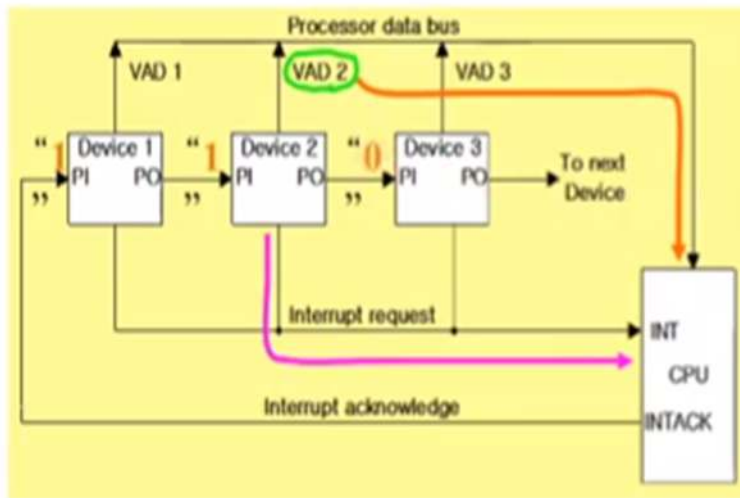 Processor data bus
VAD 1
VAD 2
VAD 3
“1”
Device 1
PI PO
“1”
Device 2
PI PO
“0”
Device 3
PI PO
To next
Device
Interrupt request
INT
CPU
Interrupt acknowledge
INTACK